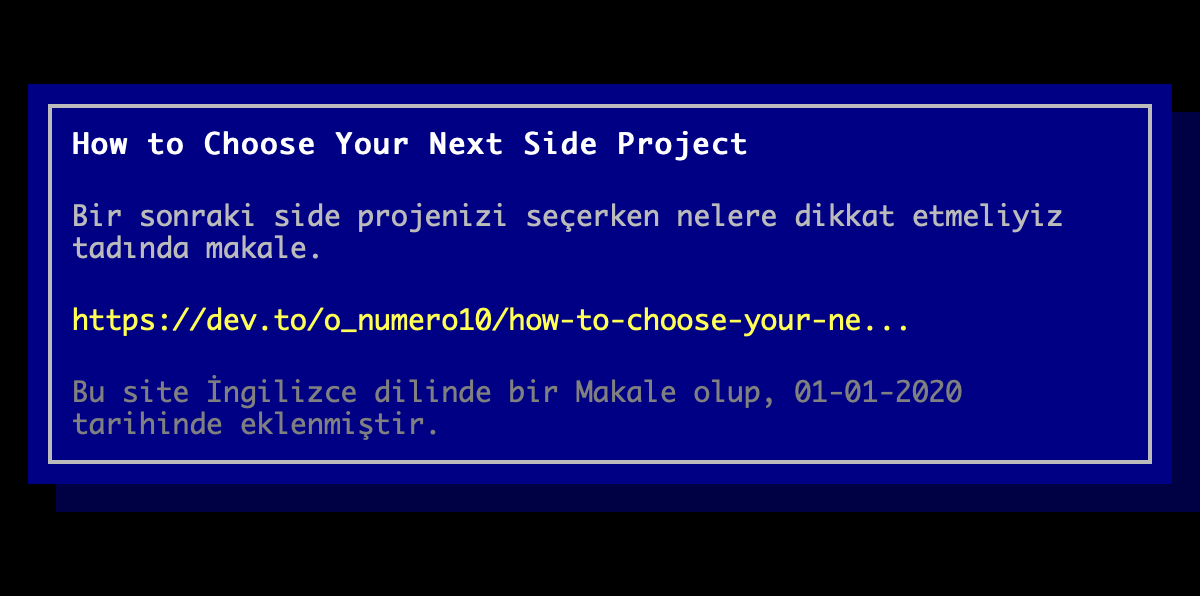 How to Choose Your Next Side Project
Bir sonraki side projenizi seçerken nelere dikkat etmeliyiz
tadında makale.
https://dev.to/o_numero10/how-to-choose-your-ne...
Bu site İngilizce dilinde bir Makale olup, 01-01-2020
tarihinde eklenmiştir.